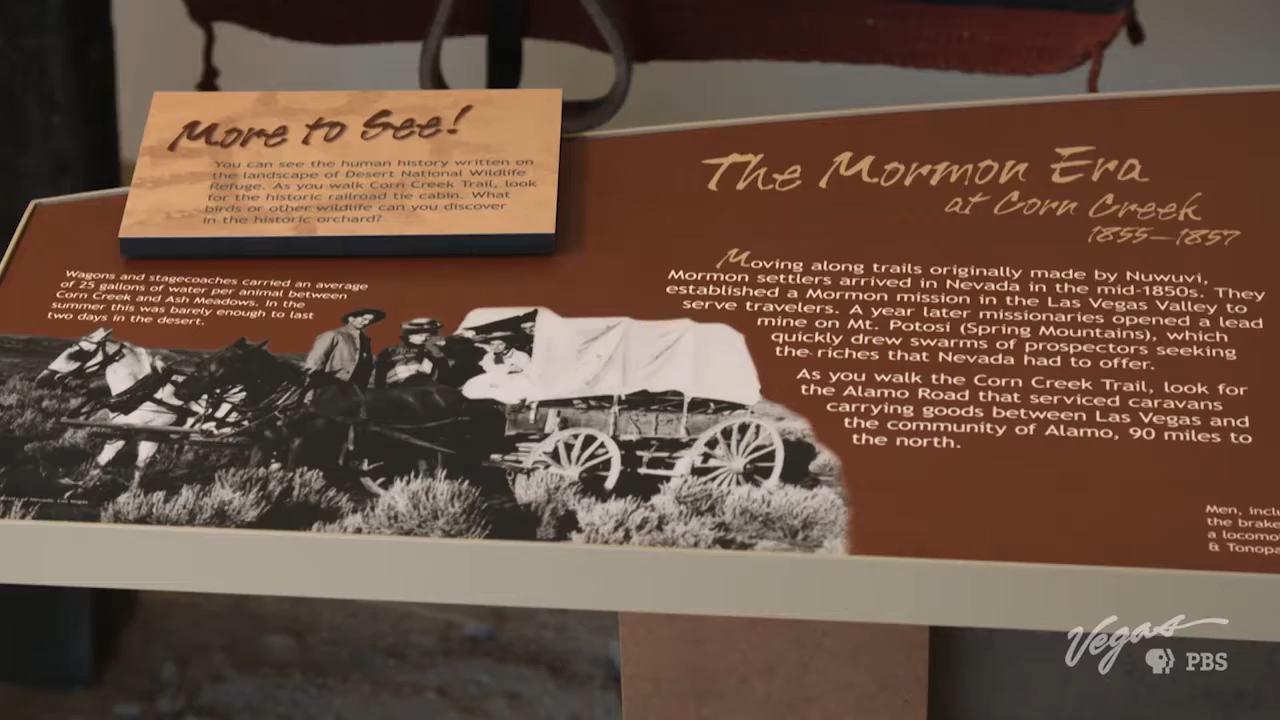 More to See!
You can see the human history written on
the landscape of Desert National Wildlife
Refuge. As you walk Corn Creek Trail, look
for the historic railroad tie cabin. What
birds or other wildlife can you discover
in the historic orchard?
The Mormon Era
at Corn Creek
1855—1857
Moving along trails originally made by Nuwuvi,
Mormon settlers arrived in Nevada in the mid-1850s. They
established a Mormon mission in the Las Vegas Valley to
serve travelers. A year later missionaries opened a lead
mine on Mt. Potosi (Spring Mountains), which
quickly drew swarms of prospectors seeking
the riches that Nevada had to offer.
As you walk the Corn Creek Trail, look for
the Alamo Road that serviced caravans
carrying goods between Las Vegas and
the community of Alamo, 90 miles to
the north.
Wagons and stagecoaches carried an average
of 25 gallons of water per animal between
Corn Creek and Ash Meadows. In the
summer this was barely enough to last
two days in the desert.
Men, inclu
the brake
a locomo
& Tonopa
Las Vegas
Vegas
PBS